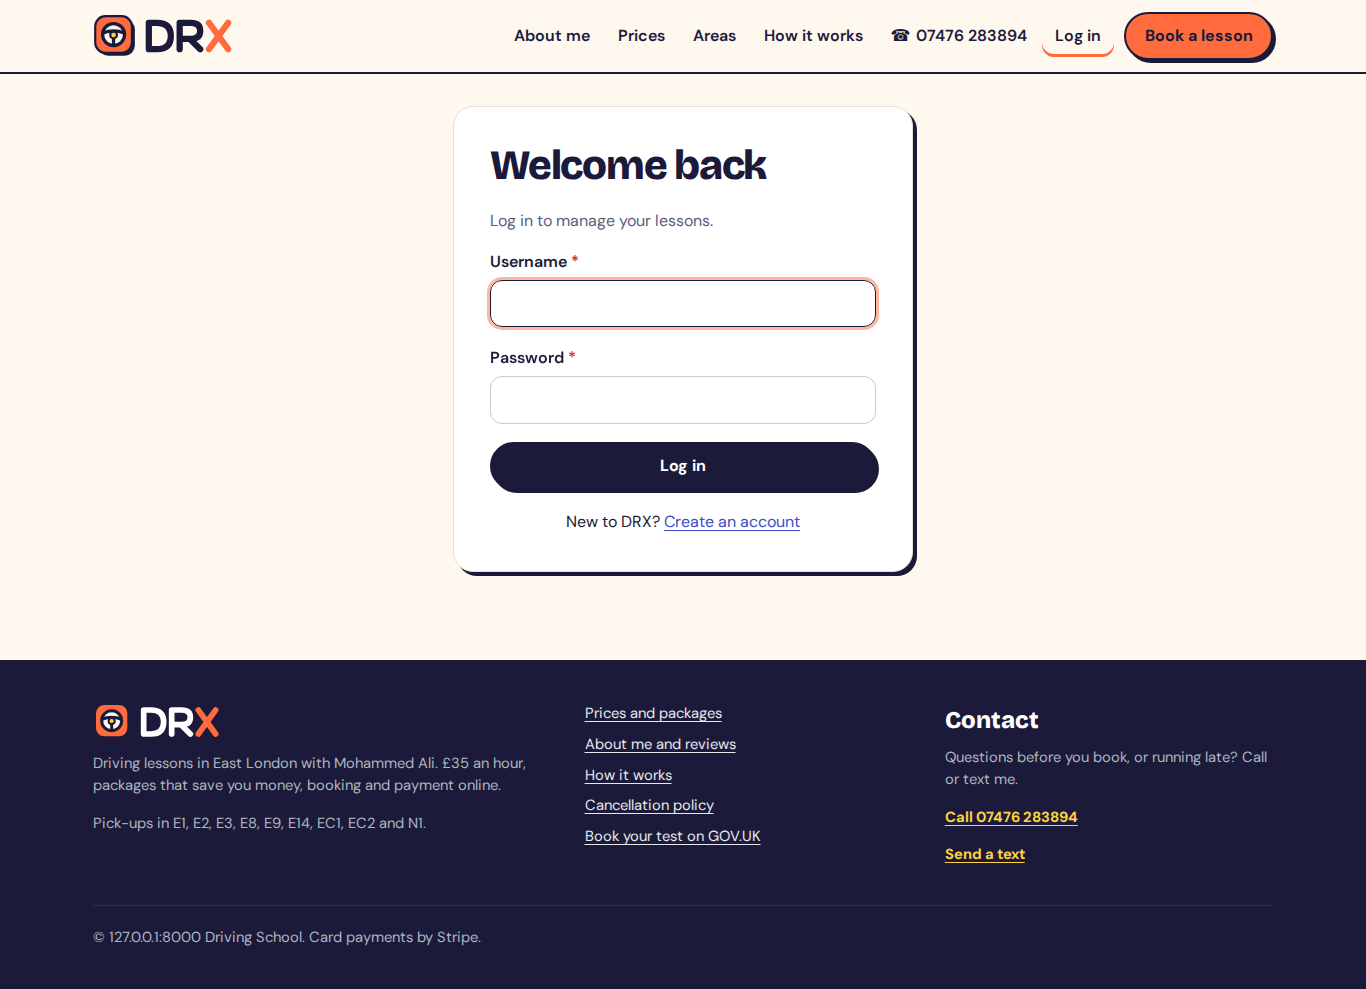 DRX
About me
Prices
Areas
How it works
☎ 07476 283894
Log in
Book a lesson
Welcome back
Log in to manage your lessons.
Username *
Password *
Log in
New to DRX? Create an account
DRX
Driving lessons in East London with Mohammed Ali. £35 an hour,
packages that save you money, booking and payment online.
Pick-ups in E1, E2, E3, E8, E9, E14, EC1, EC2 and N1.
Prices and packages
About me and reviews
How it works
Cancellation policy
Book your test on GOV.UK
Contact
Questions before you book, or running late? Call
or text me.
Call 07476 283894
Send a text
© 127.0.0.1:8000 Driving School. Card payments by Stripe.